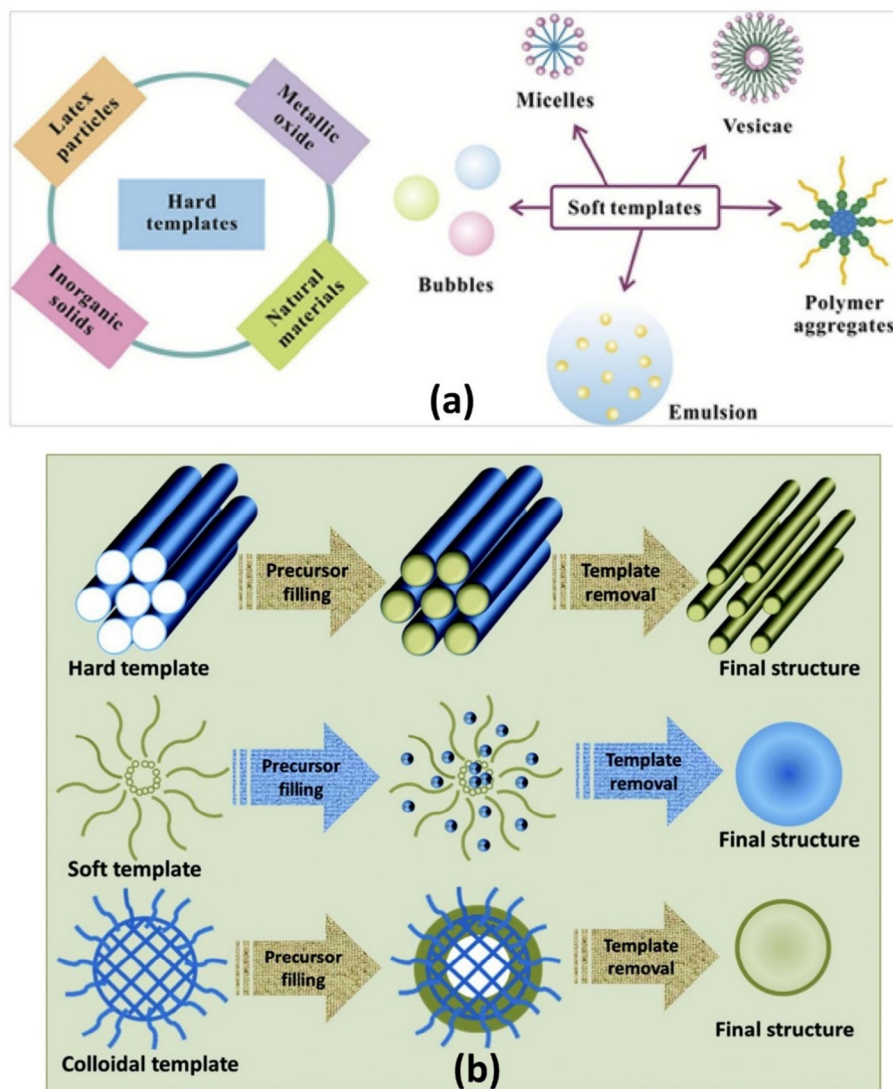 Latex
particles
Metallic
oxide
Hard
templates
Inorganic
solids
Natural
materials
Micelles
Vesicae
Soft templates
Bubbles
Polymer
aggregates
Emulsion
(a)
Precursor
filling
Template
removal
Hard template
Final structure
Precursor
filling
Template
removal
Soft template
Final structure
Precursor
filling
Template
removal
Colloidal template
Final structure
(b)